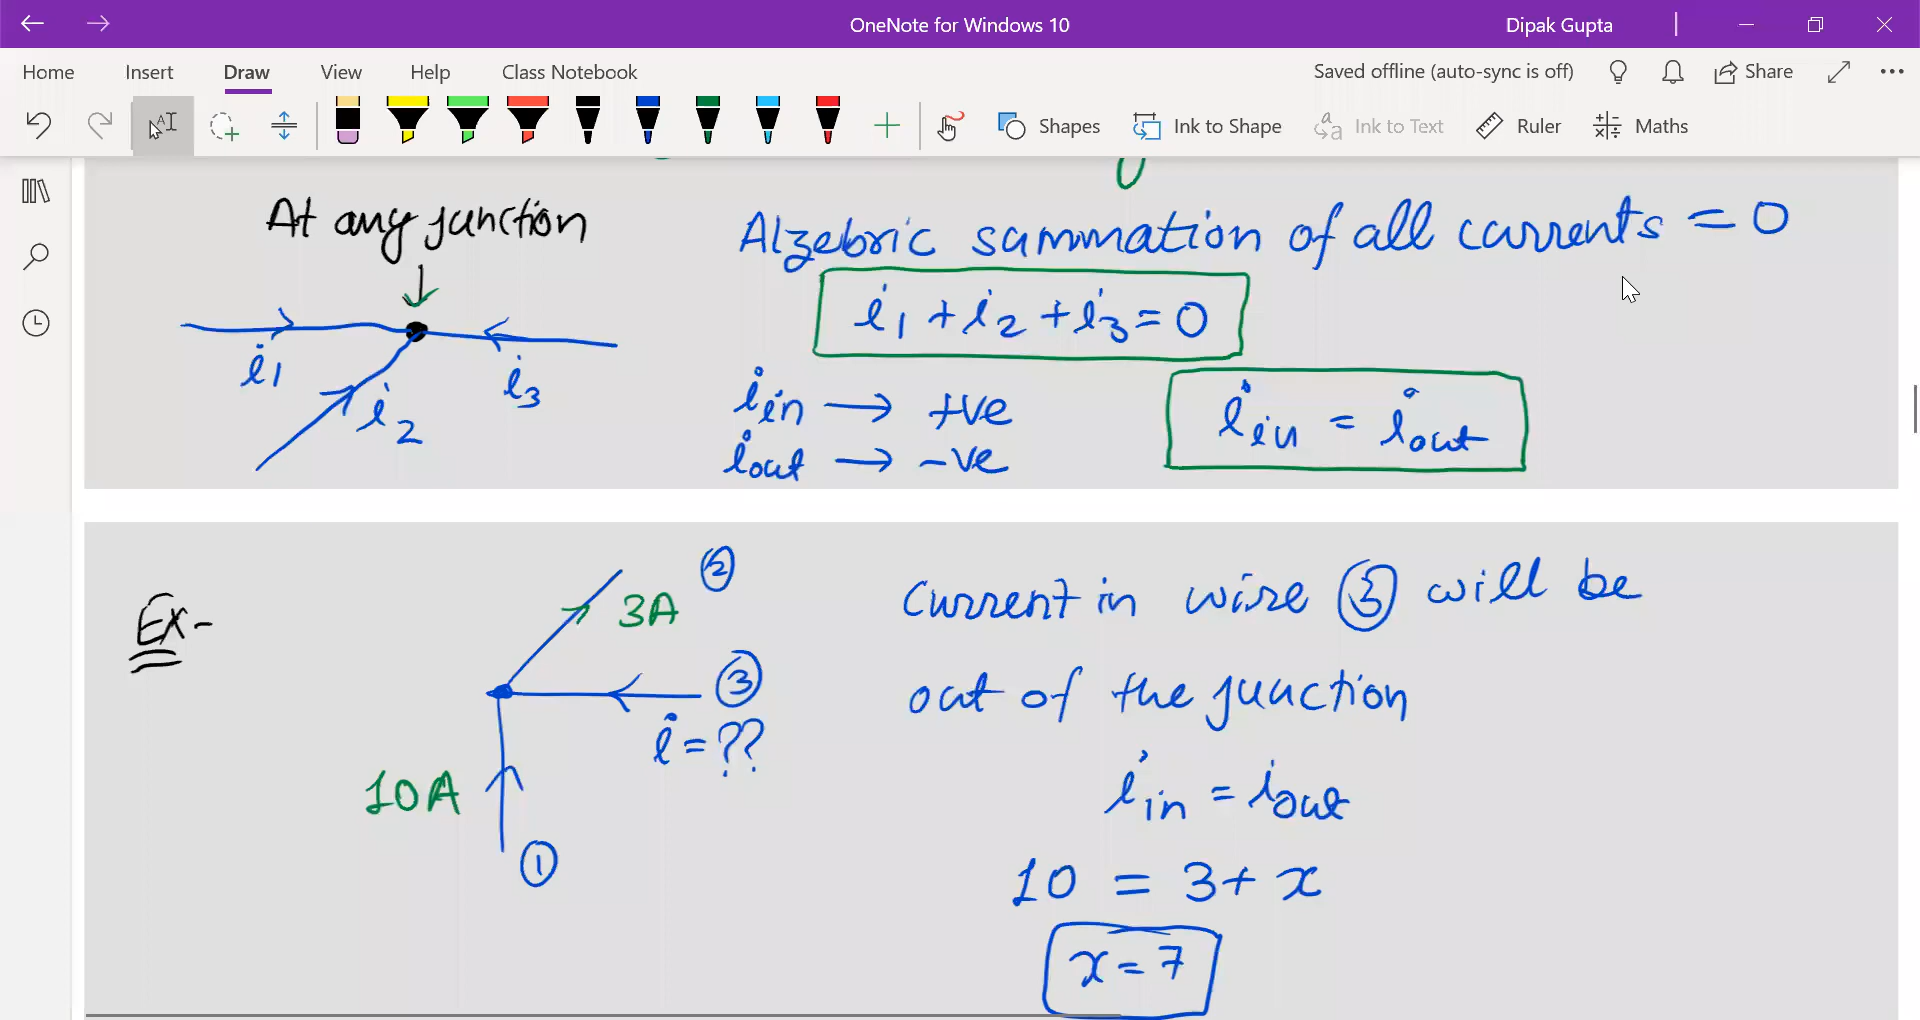 OneNote for Windows 10
Dipak Gupta
Home Insert Draw View Help Class Notebook
Saved offline (auto-sync is off) Share
Shapes Ink to Shape Ink to Text Ruler Maths
At any junction
Alzebric summation of all currents = 0
i1 + i2 + i3 = 0
i1 i2 i3
iin → +ve
iout → -ve
iin = iout
Ex-
3A ②
③
i = ??
10A
①
Current in wire ③ will be
out of the junction
iin = iout
10 = 3 + x
x = 7